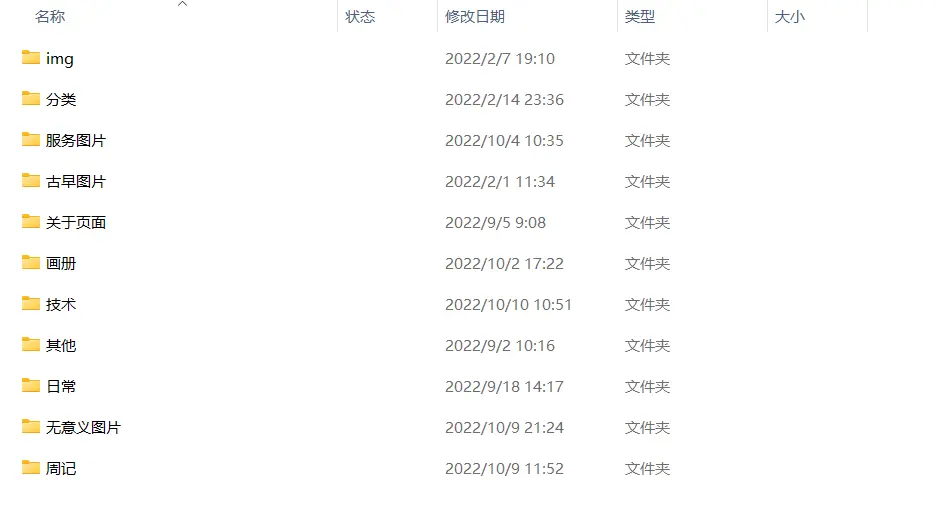 名称 状态 修改日期 类型 大小
img 2022/2/7 19:10 文件夹
分类 2022/2/14 23:36 文件夹
服务图片 2022/10/4 10:35 文件夹
古早图片 2022/2/1 11:34 文件夹
关于页面 2022/9/5 9:08 文件夹
画册 2022/10/2 17:22 文件夹
技术 2022/10/10 10:51 文件夹
其他 2022/9/2 10:16 文件夹
日常 2022/9/18 14:17 文件夹
无意义图片 2022/10/9 21:24 文件夹
周记 2022/10/9 11:52 文件夹